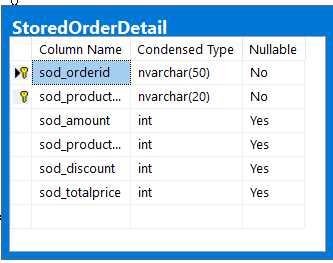 StoredOrderDetail
Column Name Condensed Type Nullable
sod_orderid nvarchar(50) No
sod_product... nvarchar(20) No
sod_amount int Yes
sod_product... int Yes
sod_discount int Yes
sod_totalprice int Yes